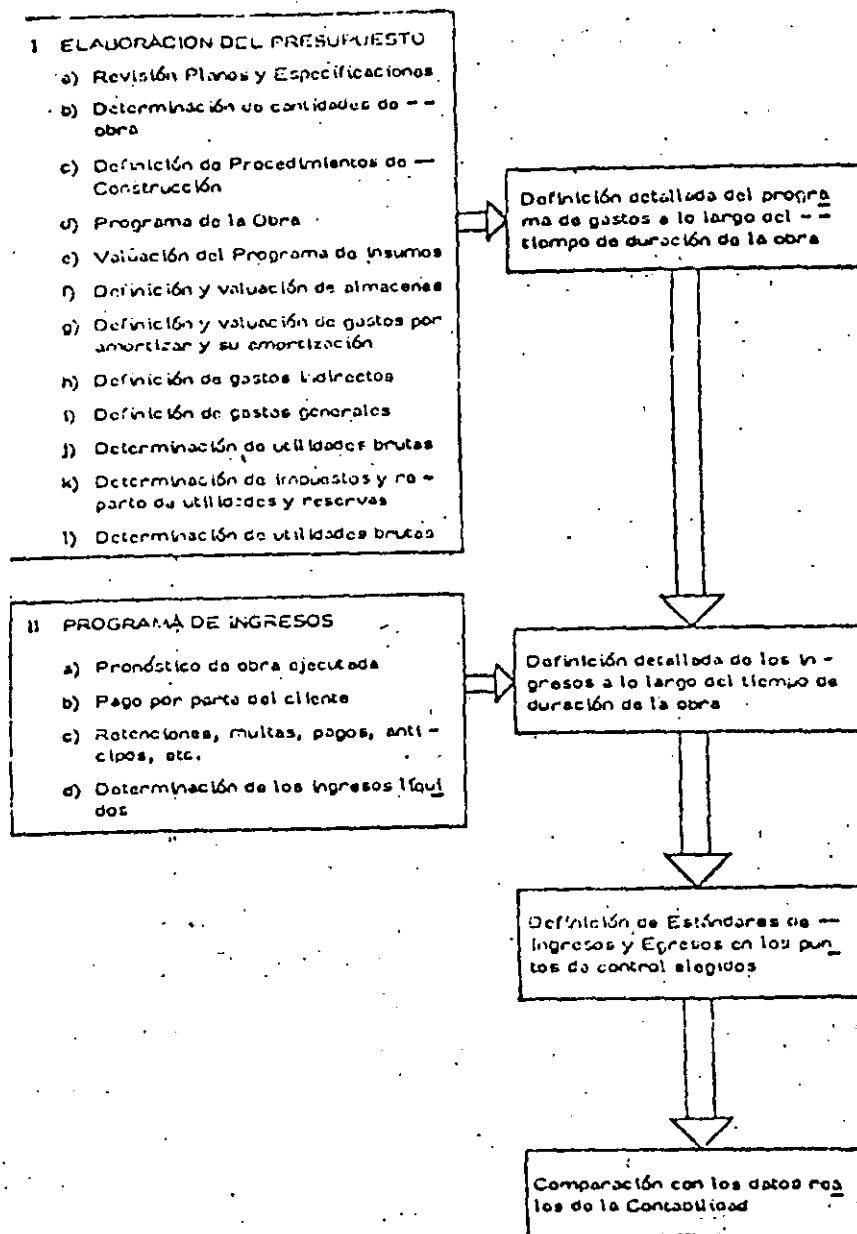 I ELABORACION DEL PRESUPUESTO
a) Revisión Planos y Especificaciones
b) Determinación de cantidades de - -
obra
c) Definición de Procedimientos de -
Construcción
d) Programa de la Obra
e) Valuación del Programa de Insumos
f) Definición y valuación de almacenes
g) Definición y valuación de gastos por
amortizar y su amortización
h) Definición de gastos indirectos
i) Definición de gastos generales
j) Determinación de utilidades brutas
k) Determinación de impuestos y re -
parto de utilidades y reservas
l) Determinación de utilidades brutas
Definición detallada del progra
ma de gastos a lo largo del - -
tiempo de duración de la obra
II PROGRAMA DE INGRESOS
a) Pronóstico de obra ejecutada
b) Pago por parte del cliente
c) Retenciones, multas, pagos, anti -
cipos, etc.
d) Determinación de los ingresos líqui
dos
Definición detallada de los in -
gresos a lo largo del tiempo de
duración de la obra
Definición de Estándares de -
Ingresos y Egresos en los pun
tos de control elegidos
Comparación con los datos rea
les de la Contabilidad